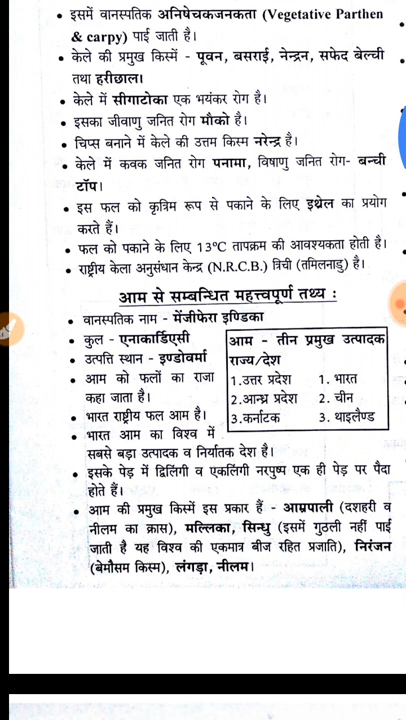 • इसमें वानस्पतिक अनिषेचकजनकता (Vegetative Parthen
& carpy) पाई जाती है।
• केले की प्रमुख किस्में - पूवन, बसराई, नेन्द्रन, सफेद बेल्ची
तथा हरीछाल।
• केले में सीगाटोका एक भयंकर रोग है।
• इसका जीवाणु जनित रोग मौको है।
• चिप्स बनाने में केले की उत्तम किस्म नरेन्द्र है।
• केले में कवक जनित रोग पनामा, विषाणु जनित रोग- बन्ची
टॉप।
• इस फल को कृत्रिम रूप से पकाने के लिए इथ्रेल का प्रयोग
करते हैं।
• फल को पकाने के लिए 13°C तापक्रम की आवश्यकता होती है।
• राष्ट्रीय केला अनुसंधान केन्द्र (N.R.C.B.) त्रिची (तमिलनाडु) है।
आम से सम्बन्धित महत्त्वपूर्ण तथ्य :
• वानस्पतिक नाम - मेंजीफेरा इण्डिका
• कुल - एनाकार्डिएसी
• उत्पत्ति स्थान - इण्डोवर्मा
• आम को फलों का राजा
कहा जाता है।
• भारत राष्ट्रीय फल आम है।
• भारत आम का विश्व में
सबसे बड़ा उत्पादक व निर्यातक देश है।
आम - तीन प्रमुख उत्पादक
राज्य/देश
1.उत्तर प्रदेश 1. भारत
2.आन्ध्र प्रदेश 2. चीन
3.कर्नाटक 3. थाइलैण्ड
• इसके पेड़ में द्विलिंगी व एकलिंगी नरपुष्प एक ही पेड़ पर पैदा
होते हैं।
• आम की प्रमुख किस्में इस प्रकार हैं - आम्रपाली (दशहरी व
नीलम का क्रास), मल्लिका, सिन्धु (इसमें गुठली नहीं पाई
जाती है यह विश्व की एकमात्र बीज रहित प्रजाति), निरंजन
(बेमौसम किस्म), लंगड़ा, नीलम।